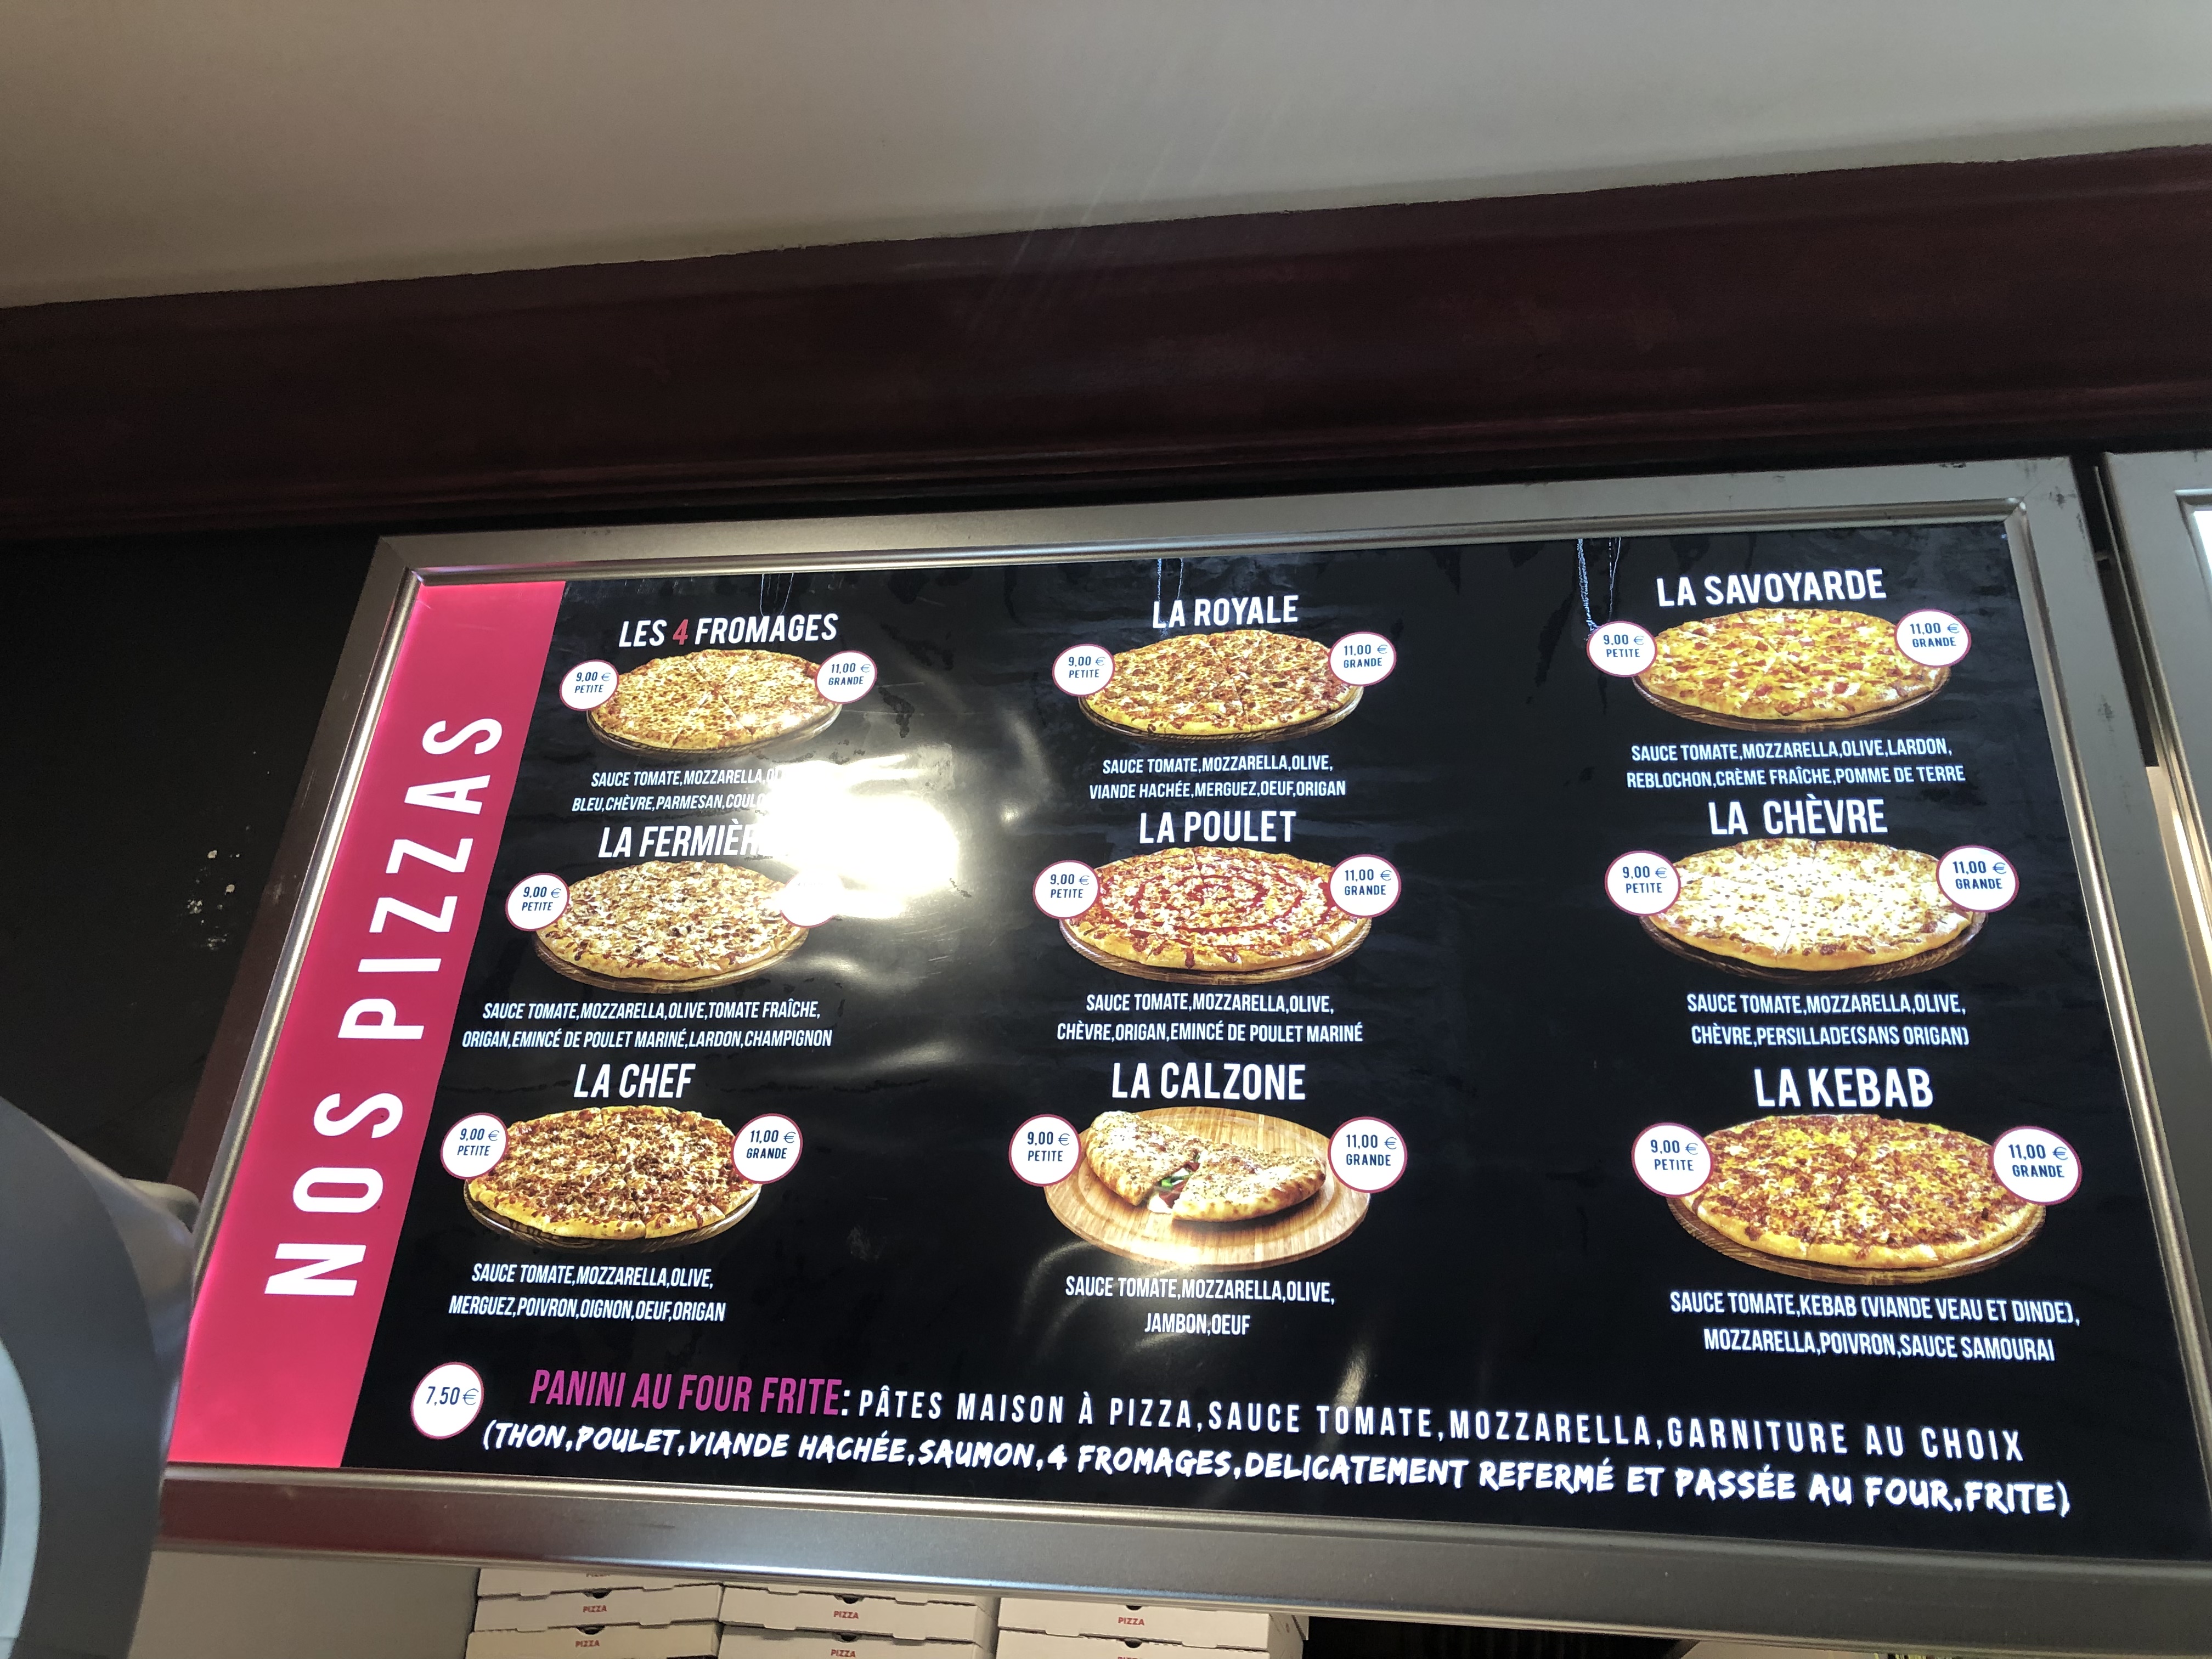 NOS PIZZAS
LES 4 FROMAGES
9,00 € PETITE
11,00 € GRANDE
SAUCE TOMATE,MOZZARELLA,
BLEU,CHÈVRE,PARMESAN,
LA ROYALE
9,00 € PETITE
11,00 € GRANDE
SAUCE TOMATE,MOZZARELLA,OLIVE,
VIANDE HACHÉE,MERGUEZ,OEUF,ORIGAN
LA SAVOYARDE
9,00 € PETITE
11,00 € GRANDE
SAUCE TOMATE,MOZZARELLA,OLIVE,LARDON,
REBLOCHON,CRÈME FRAÎCHE,POMME DE TERRE
LA
9,00 € PETITE
SAUCE TOMATE,MOZZARELLA,OLIVE,TOMATE FRAÎCHE,
ORIGAN,EMINCÉ DE POULET MARINÉ,LARDON,CHAMPIGNON
LA POULET
9,00 € PETITE
11,00 € GRANDE
SAUCE TOMATE,MOZZARELLA,OLIVE,
CHÈVRE,ORIGAN,EMINCÉ DE POULET MARINÉ
LA CHÈVRE
9,00 € PETITE
11,00 € GRANDE
SAUCE TOMATE,MOZZARELLA,OLIVE,
CHÈVRE,PERSILLADE(SANS ORIGAN)
LA CHEF
9,00 € PETITE
11,00 € GRANDE
SAUCE TOMATE,MOZZARELLA,OLIVE,
MERGUEZ,POIVRON,OIGNON,OEUF,ORIGAN
LA CALZONE
9,00 € PETITE
11,00 € GRANDE
SAUCE TOMATE,MOZZARELLA,OLIVE,
JAMBON,OEUF
LA KEBAB
9,00 € PETITE
11,00 € GRANDE
SAUCE TOMATE,KEBAB (VIANDE VEAU ET DINDE),
MOZZARELLA,POIVRON,SAUCE SAMOURAI
7,50 €
PANINI AU FOUR FRITE: PÂTES MAISON À PIZZA,SAUCE TOMATE,MOZZARELLA,GARNITURE AU CHOIX
(THON,POULET,VIANDE HACHÉE,SAUMON,4 FROMAGES,DELICATEMENT REFERMÉ ET PASSÉE AU FOUR,FRITE)
PIZZA
PIZZA
PIZZA
PIZZA
PIZZA